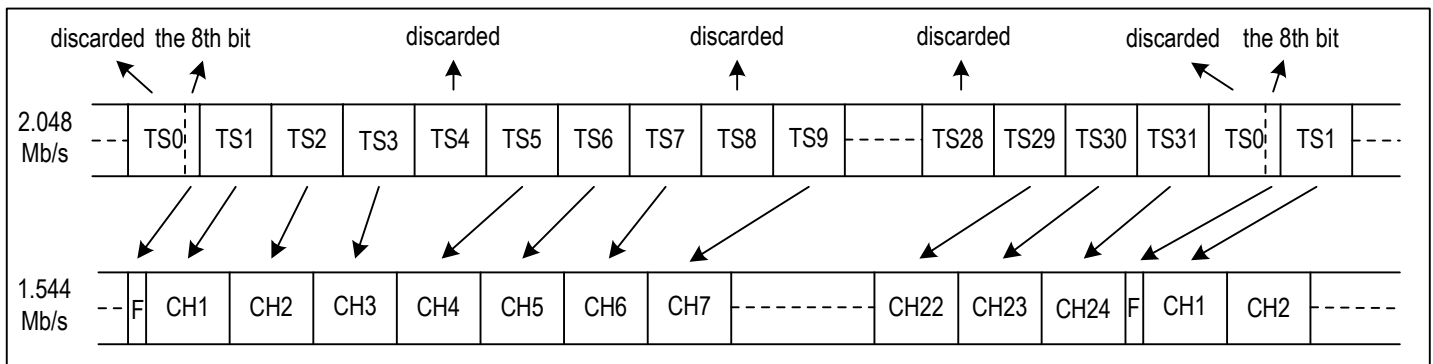 discarded the 8th bit discarded discarded discarded discarded the 8th bit
2.048
Mb/s
TS0 TS1 TS2 TS3 TS4 TS5 TS6 TS7 TS8 TS9 TS28 TS29 TS30 TS31 TS0 TS1
1.544
Mb/s
F CH1 CH2 CH3 CH4 CH5 CH6 CH7 CH22 CH23 CH24 F CH1 CH2